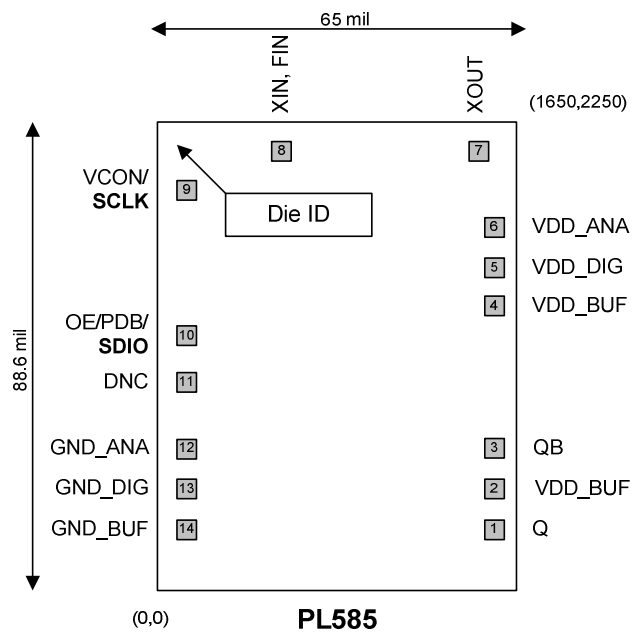 65 mil
XIN, FIN
XOUT
(1650,2250)
8
7
VCON/
SCLK
9
Die ID
6
VDD_ANA
5
VDD_DIG
4
VDD_BUF
88.6 mil
OE/PDB/
SDIO
10
DNC
11
GND_ANA
12
3
QB
GND_DIG
13
2
VDD_BUF
GND_BUF
14
1
Q
(0,0)
PL585